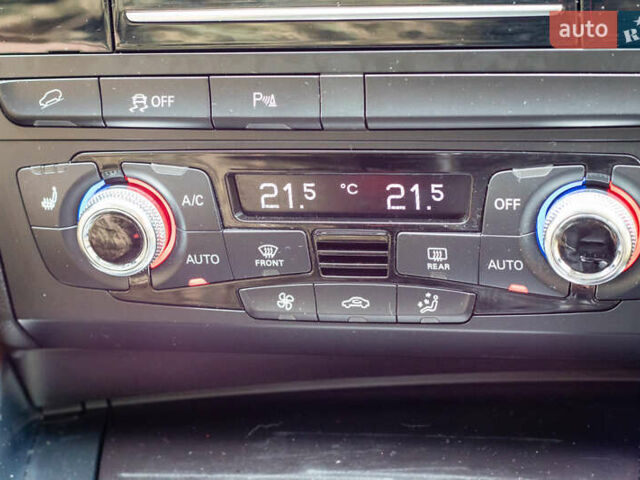 auto
R
OFF
P
21.5 °C 21.5
A/C
OFF
AUTO
FRONT
REAR
AUTO